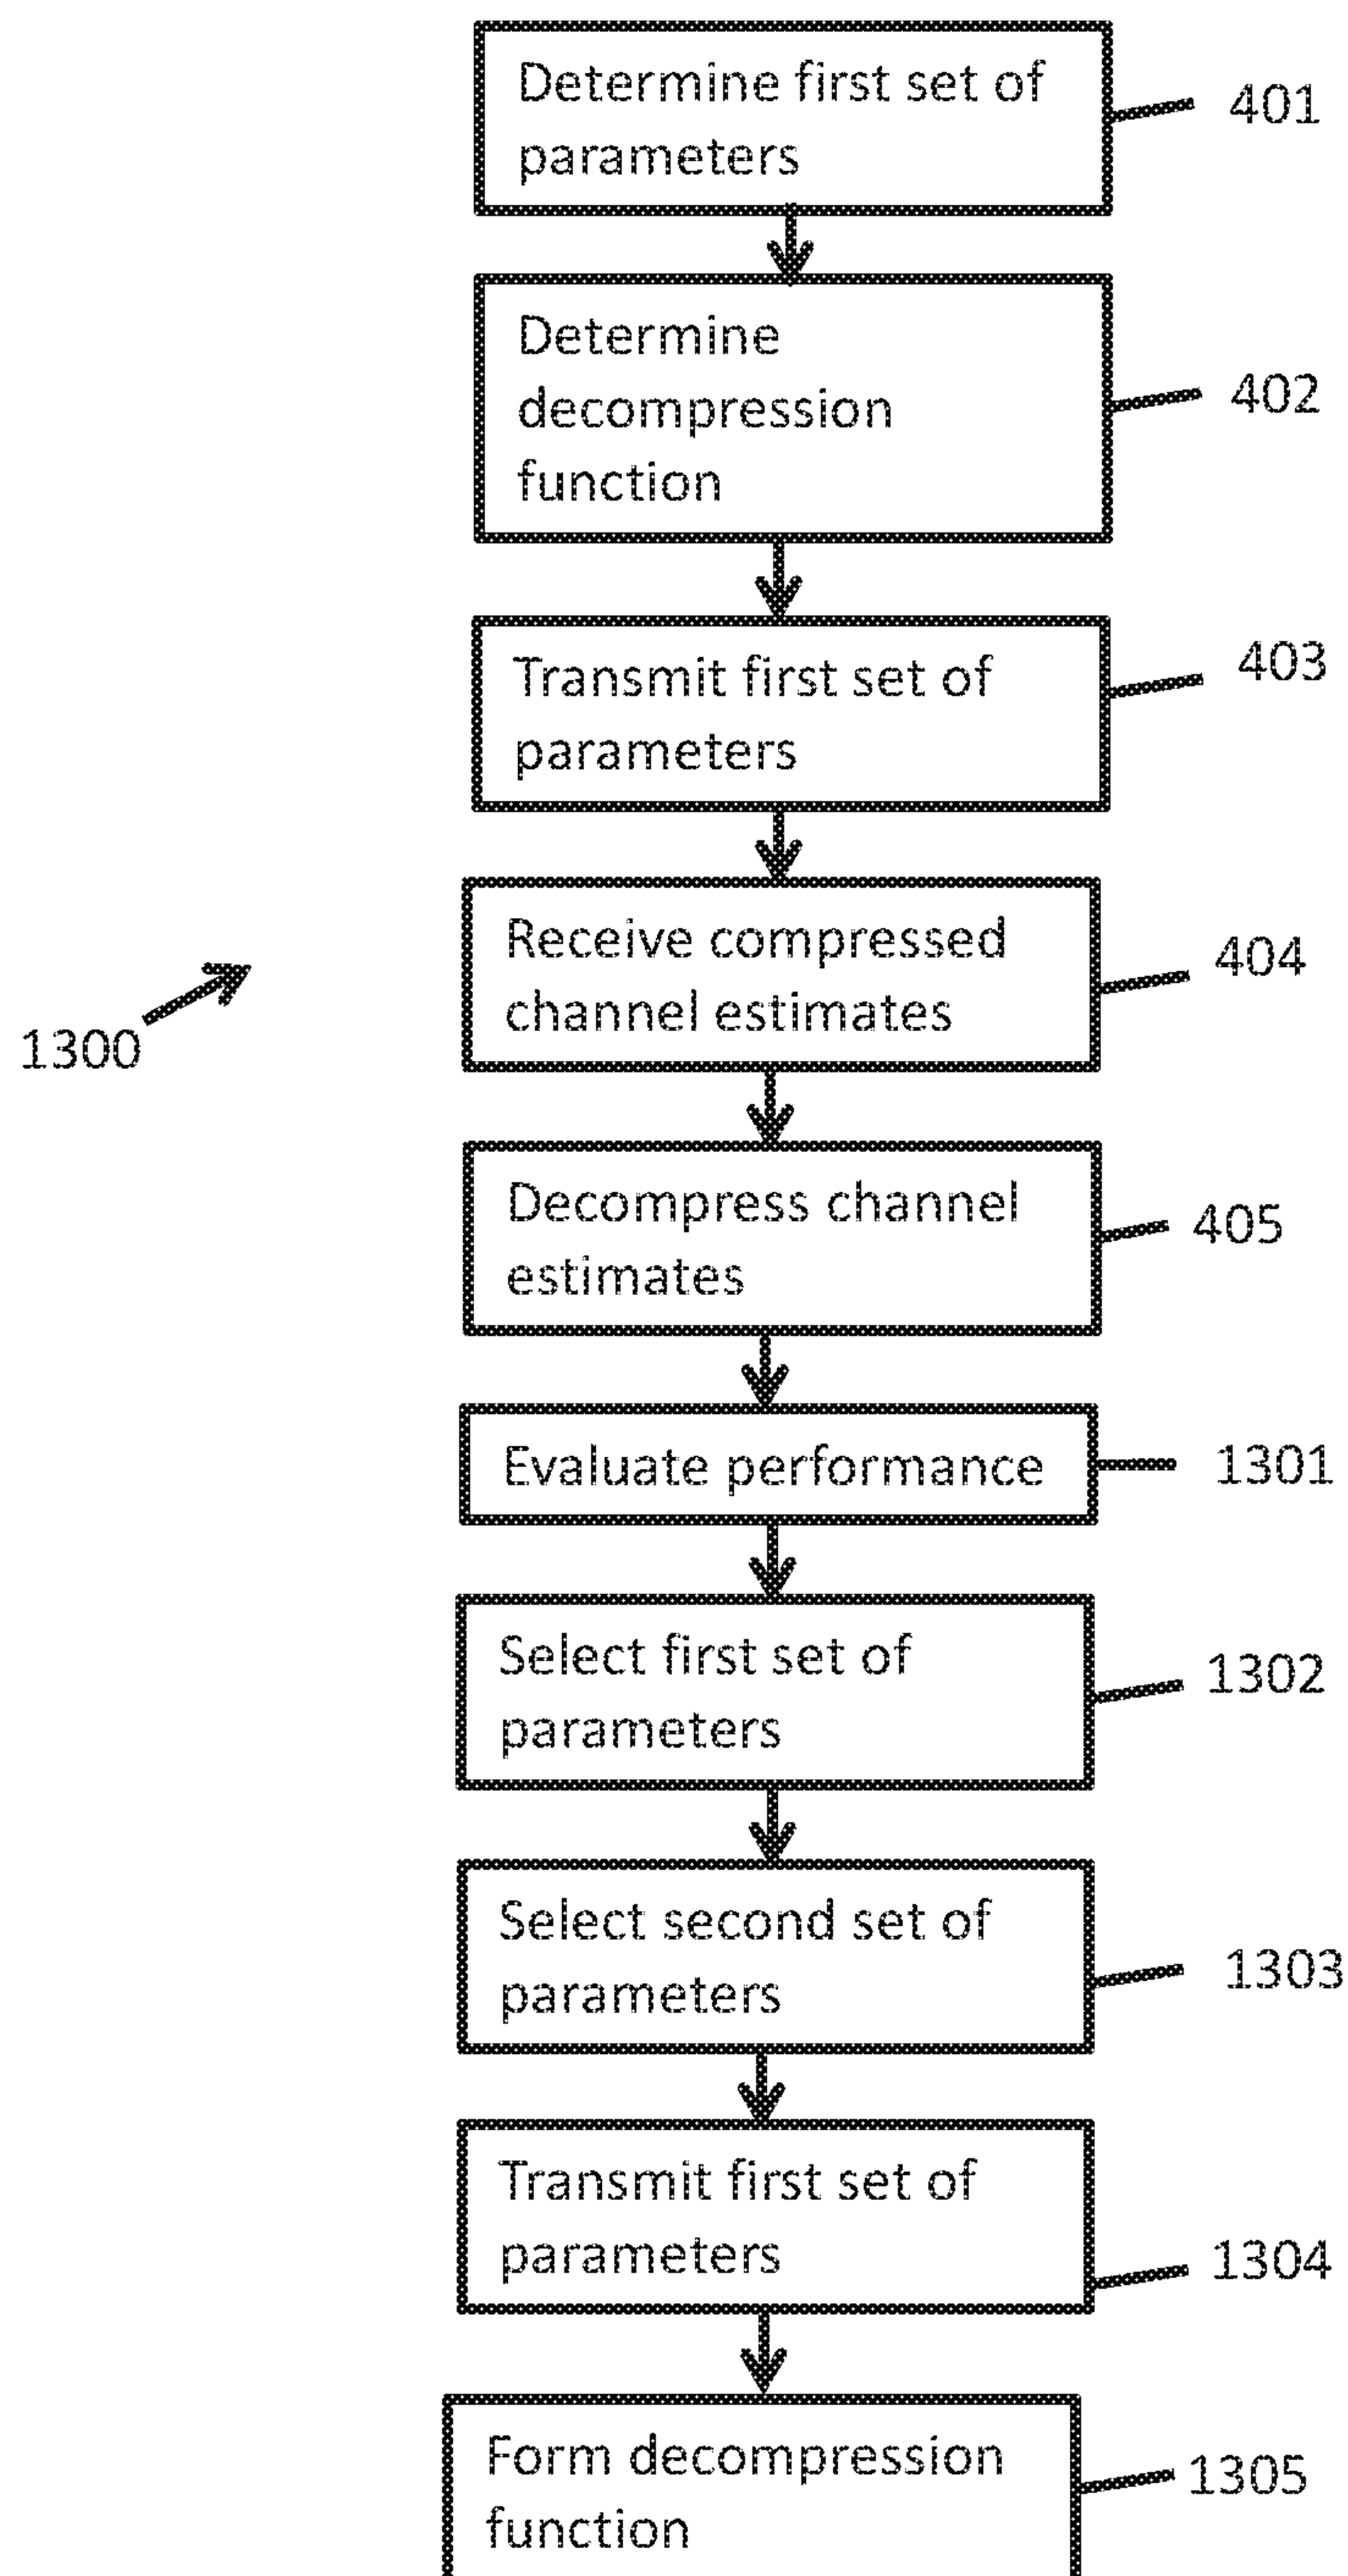 Determine first set of
parameters
401
Determine
decompression
function
402
Transmit first set of
parameters
403
Receive compressed
channel estimates
404
1300
Decompress channel
estimates
405
Evaluate performance
1301
Select first set of
parameters
1302
Select second set of
parameters
1303
Transmit first set of
parameters
1304
Form decompression
function
1305